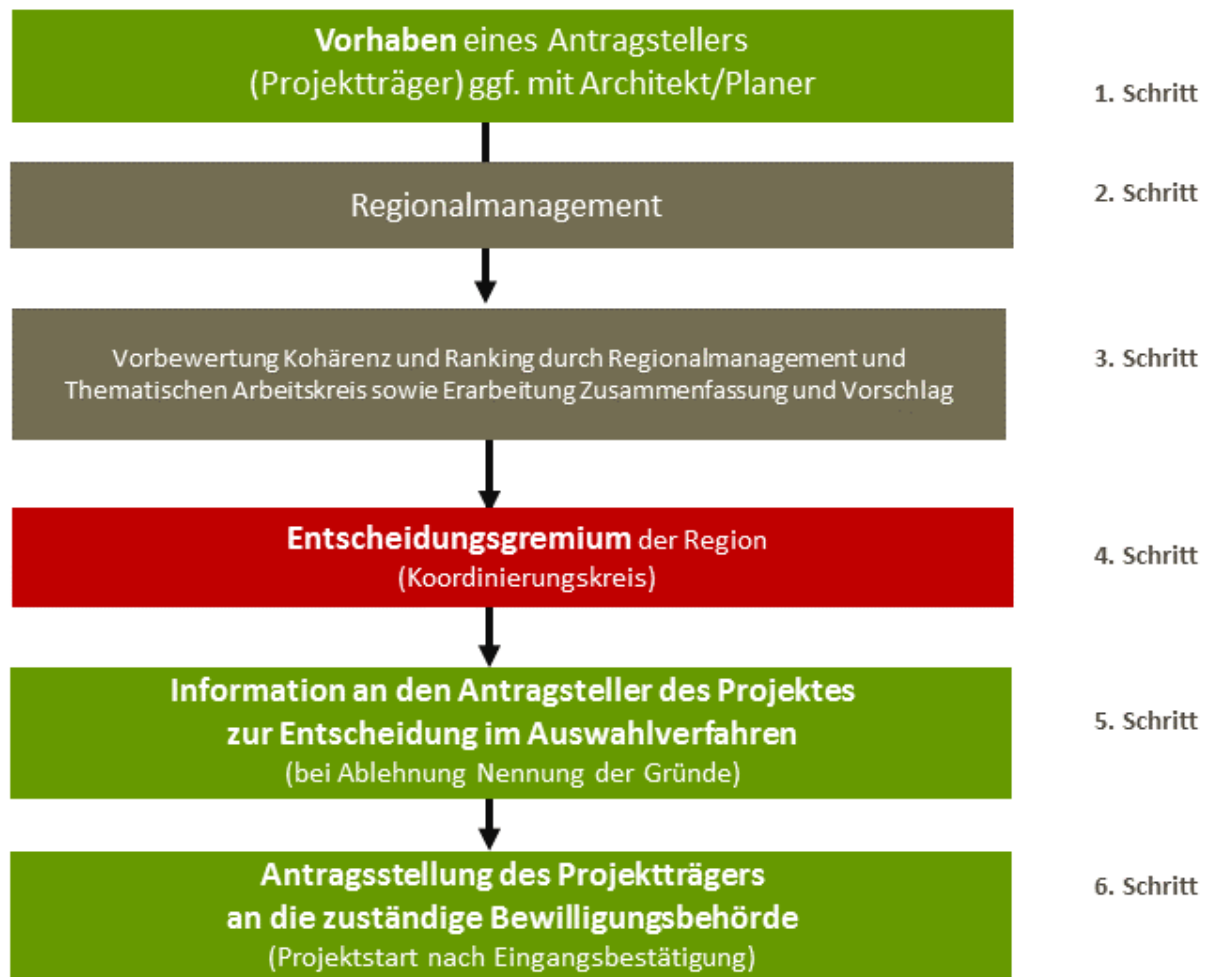 Vorhaben eines Antragstellers
(Projektträger) ggf. mit Architekt/Planer
1. Schritt
Regionalmanagement
2. Schritt
Vorbewertung Kohärenz und Ranking durch Regionalmanagement und
Thematischen Arbeitskreis sowie Erarbeitung Zusammenfassung und Vorschlag
3. Schritt
Entscheidungsgremium der Region
(Koordinierungskreis)
4. Schritt
Information an den Antragsteller des Projektes
zur Entscheidung im Auswahlverfahren
(bei Ablehnung Nennung der Gründe)
5. Schritt
Antragsstellung des Projektträgers
an die zuständige Bewilligungsbehörde
(Projektstart nach Eingangsbestätigung)
6. Schritt